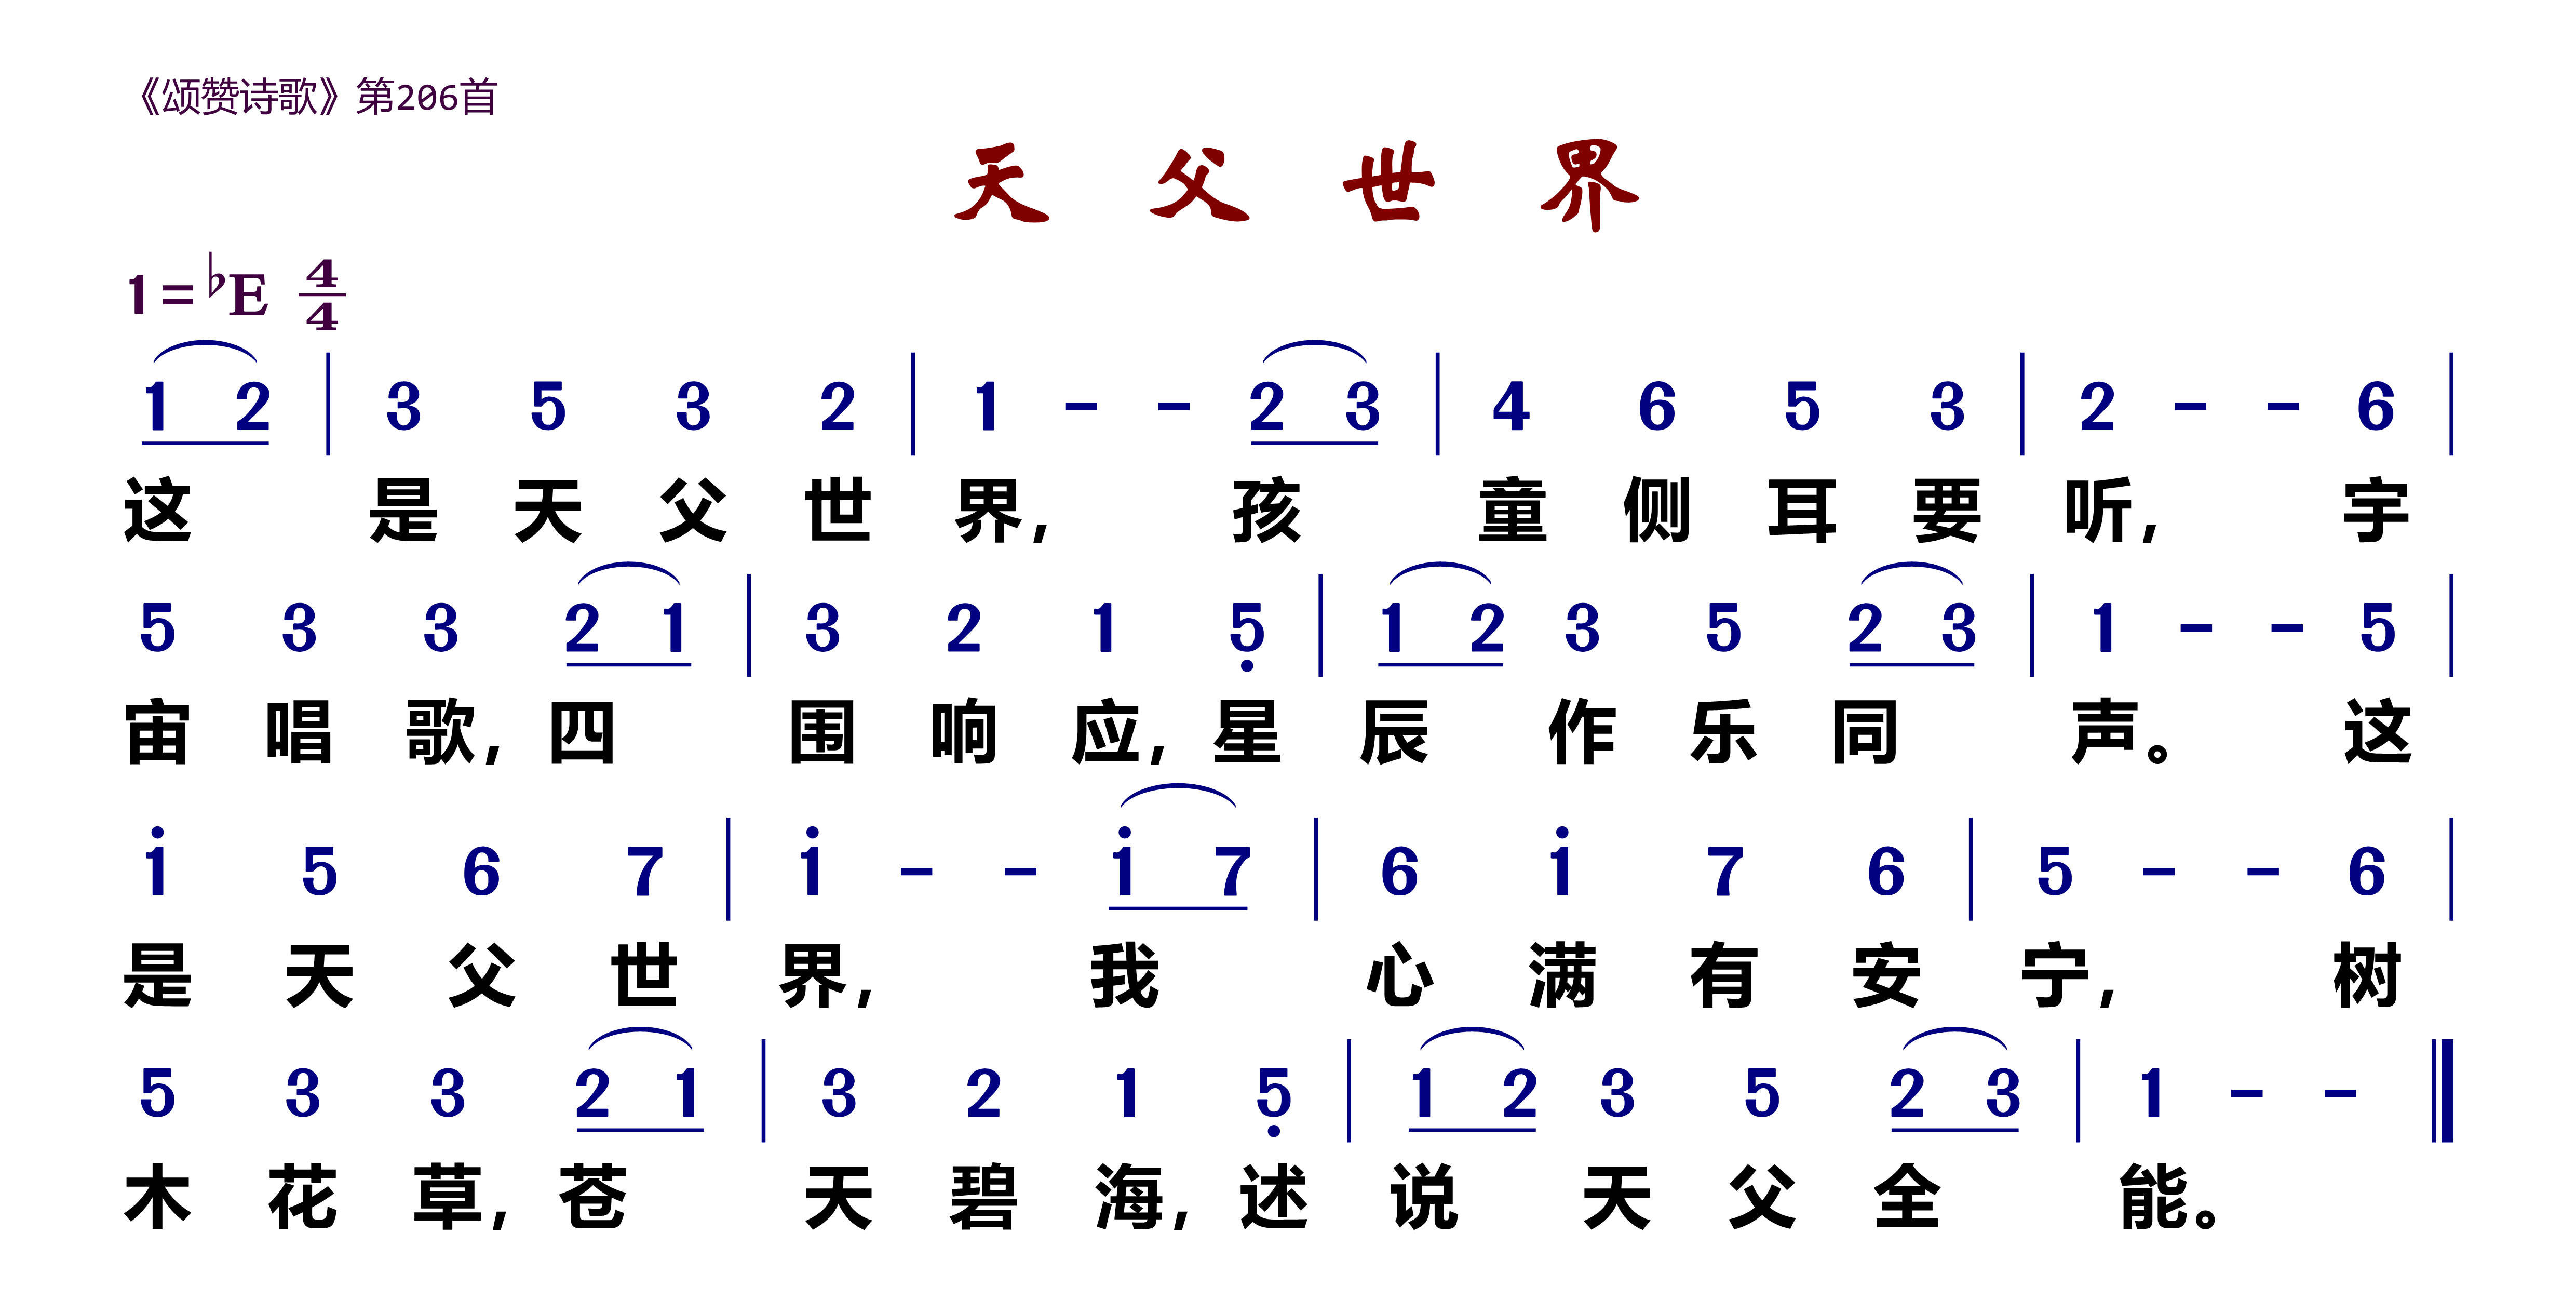 《颂赞诗歌》第206首
天父世界
1=♭E 4/4
1 2 | 3 5 3 2 | 1 - - 2 3 | 4 6 5 3 | 2 - - 6 |
这 是 天 父 世 界, 孩 童 侧 耳 要 听, 宇
5 3 3 2 1 | 3 2 1 5̣ | 1 2 3 5 2 3 | 1 - - 5 |
宙 唱 歌, 四 围 响 应, 星 辰 作 乐 同 声。 这
1̇ 5 6 7 | 1̇ - - 1̇ 7 | 6 1̇ 7 6 | 5 - - 6 |
是 天 父 世 界, 我 心 满 有 安 宁, 树
5 3 3 2 1 | 3 2 1 5̣ | 1 2 3 5 2 3 | 1 - - ‖
木 花 草, 苍 天 碧 海, 述 说 天 父 全 能。